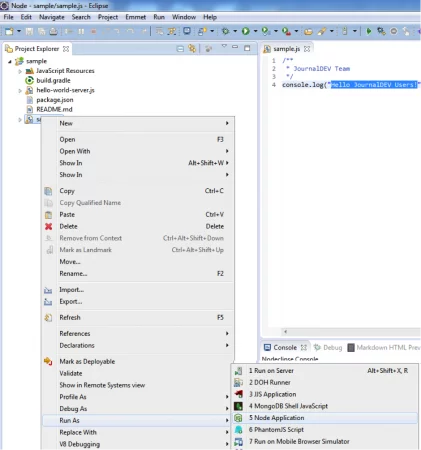 Node - sample/sample.js - Eclipse
File Edit Navigate Search Project Emmet Run Window Help
Project Explorer
sample
JavaScript Resources
build.gradle
hello-world-server.js
package.json
README.md
sample.js
1 /**
2 * JournalDEV Team
3 */
4 console.log("Hello JournalDEV Users!
New
Open F3
Open With
Show In Alt+Shift+W
Show In
Copy Ctrl+C
Copy Qualified Name
Paste Ctrl+V
Delete Delete
Remove from Context Ctrl+Alt+Shift+Down
Mark as Landmark Ctrl+Alt+Shift+Up
Move...
Rename... F2
Import...
Export...
Refresh F5
References
Declarations
Mark as Deployable
Validate
Show in Remote Systems view
Profile As
Debug As
Run As
Replace With
V8 Debugging
Console Debug Markdown HTML Prev
Nodeclipse Console
1 Run on Server Alt+Shift+X, R
2 DOH Runner
3 JJS Application
4 MongoDB Shell JavaScript
5 Node Application
6 PhantomJS Script
7 Run on Mobile Browser Simulator